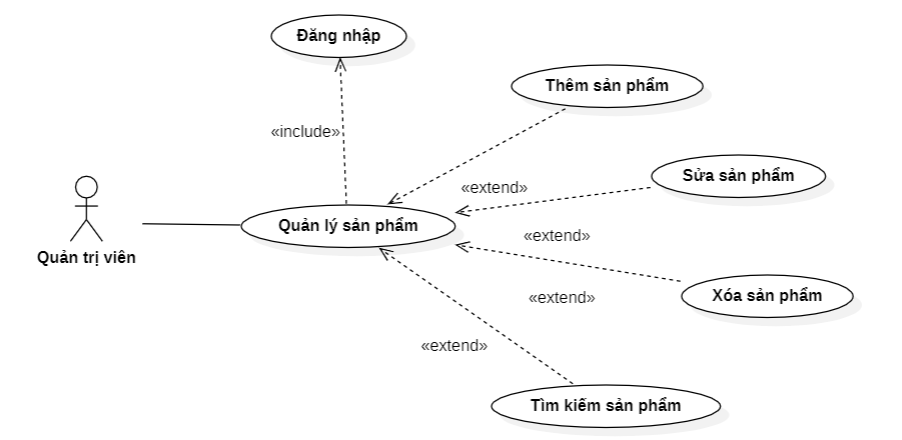 Đăng nhập
Thêm sản phẩm
«include»
Sửa sản phẩm
«extend»
Quản lý sản phẩm
«extend»
Quản trị viên
Xóa sản phẩm
«extend»
«extend»
Tìm kiếm sản phẩm